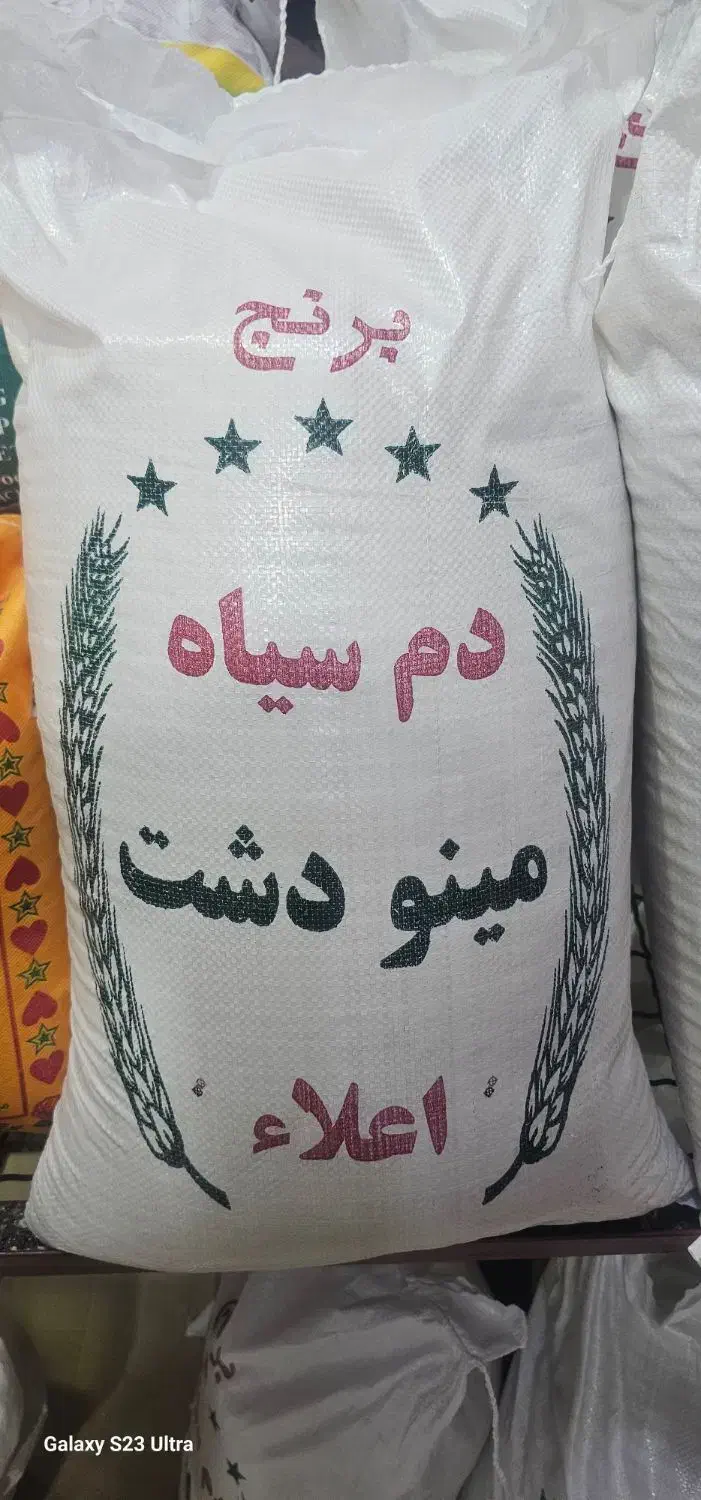 برنج
دم سیاه
مینو دشت
اعلاء
Galaxy S23 Ultra